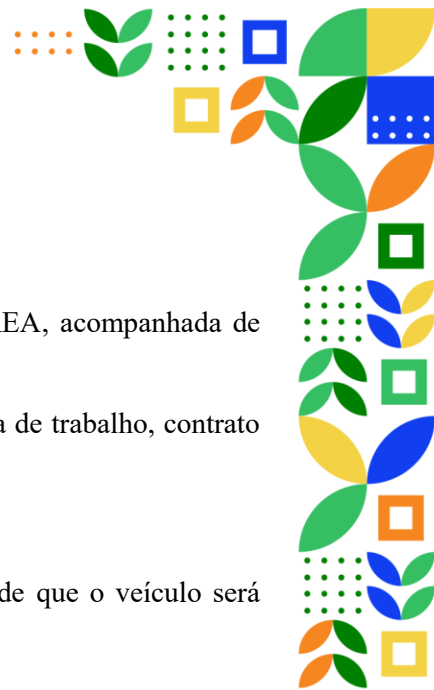 EA, acompanhada de
de trabalho, contrato
de que o veículo será